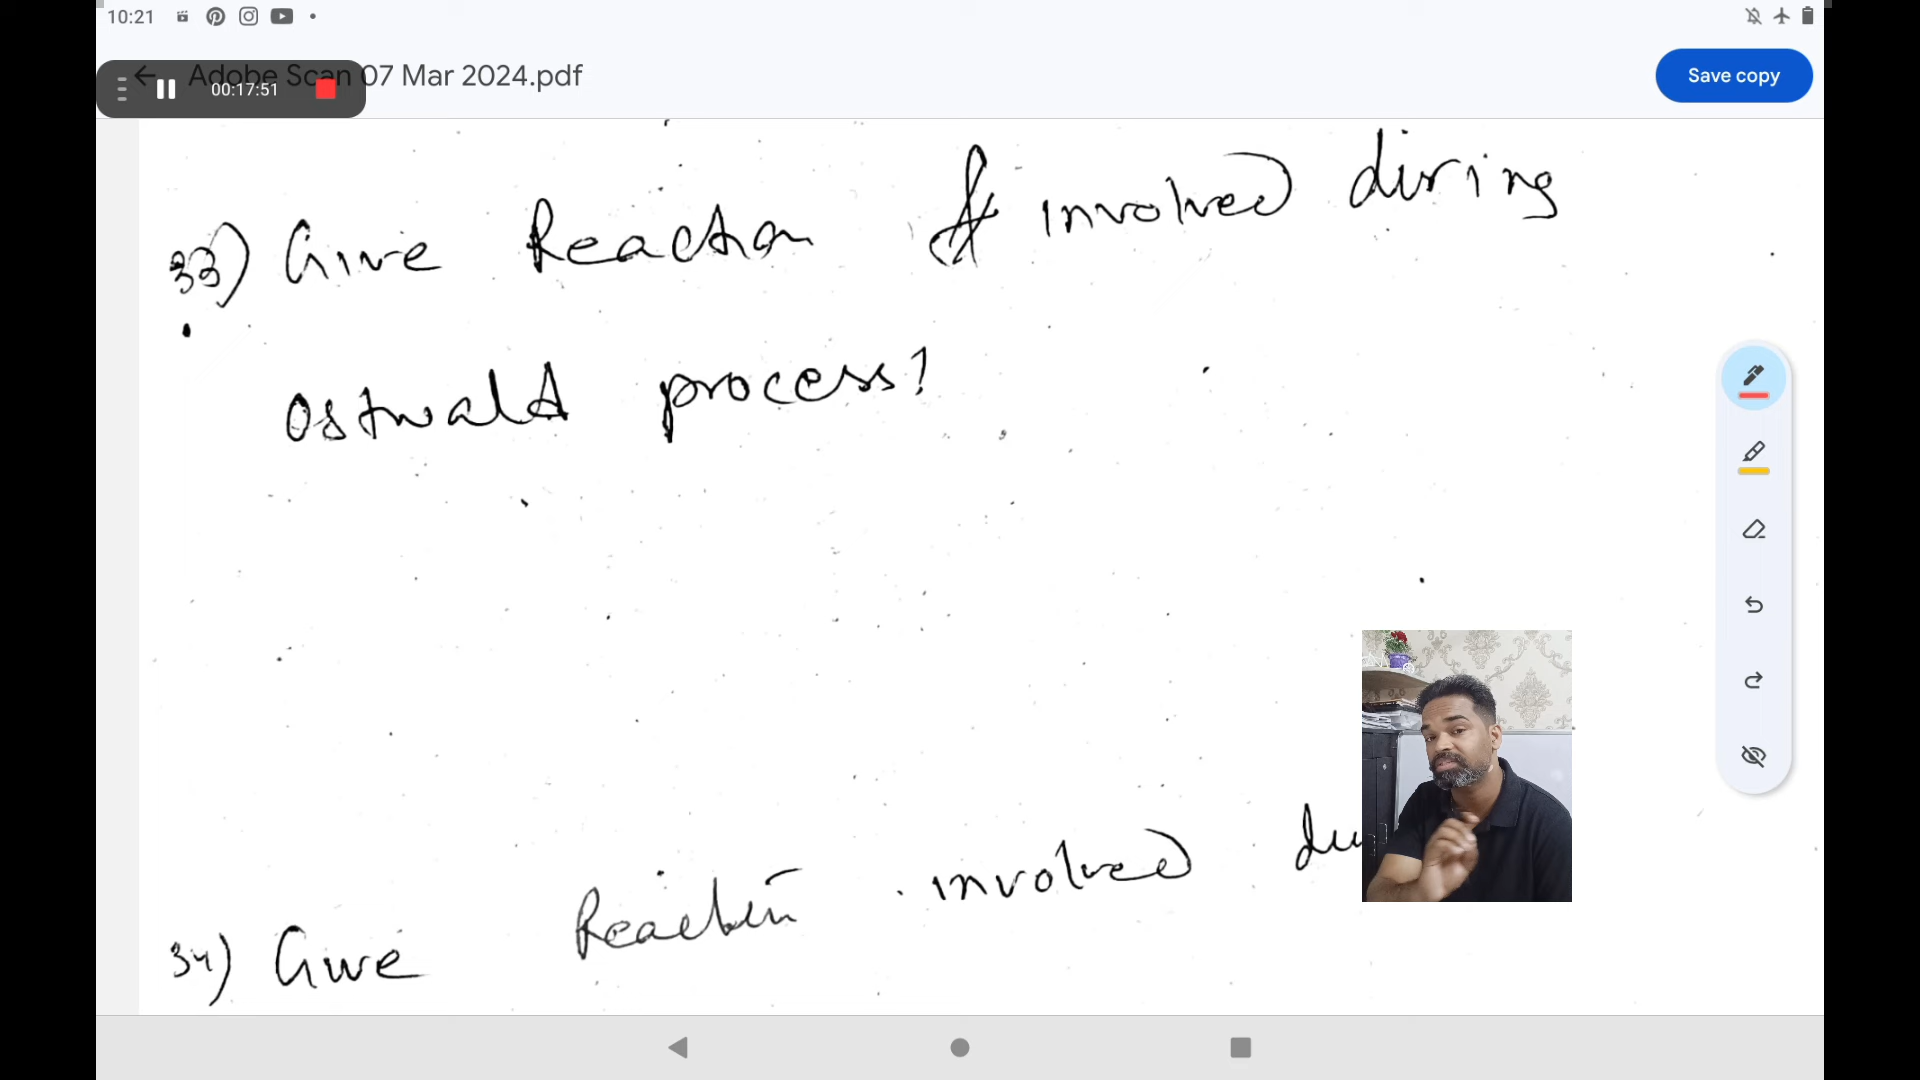 10:21
Adobe Scan 07 Mar 2024.pdf
00:17:51
Save copy
33) Give Reaction involved during
Ostwald process?
34) Give Reaction involved du